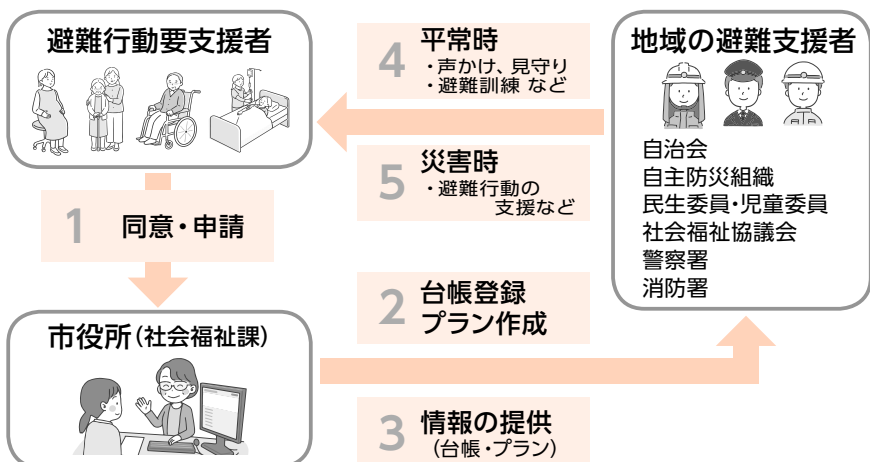 避難行動要支援者
4 平常時
・声かけ、見守り
・避難訓練 など
地域の避難支援者
自治会
自主防災組織
民生委員・児童委員
社会福祉協議会
警察署
消防署
5 災害時
・避難行動の
支援など
1 同意・申請
2 台帳登録
プラン作成
市役所(社会福祉課)
3 情報の提供
(台帳・プラン)